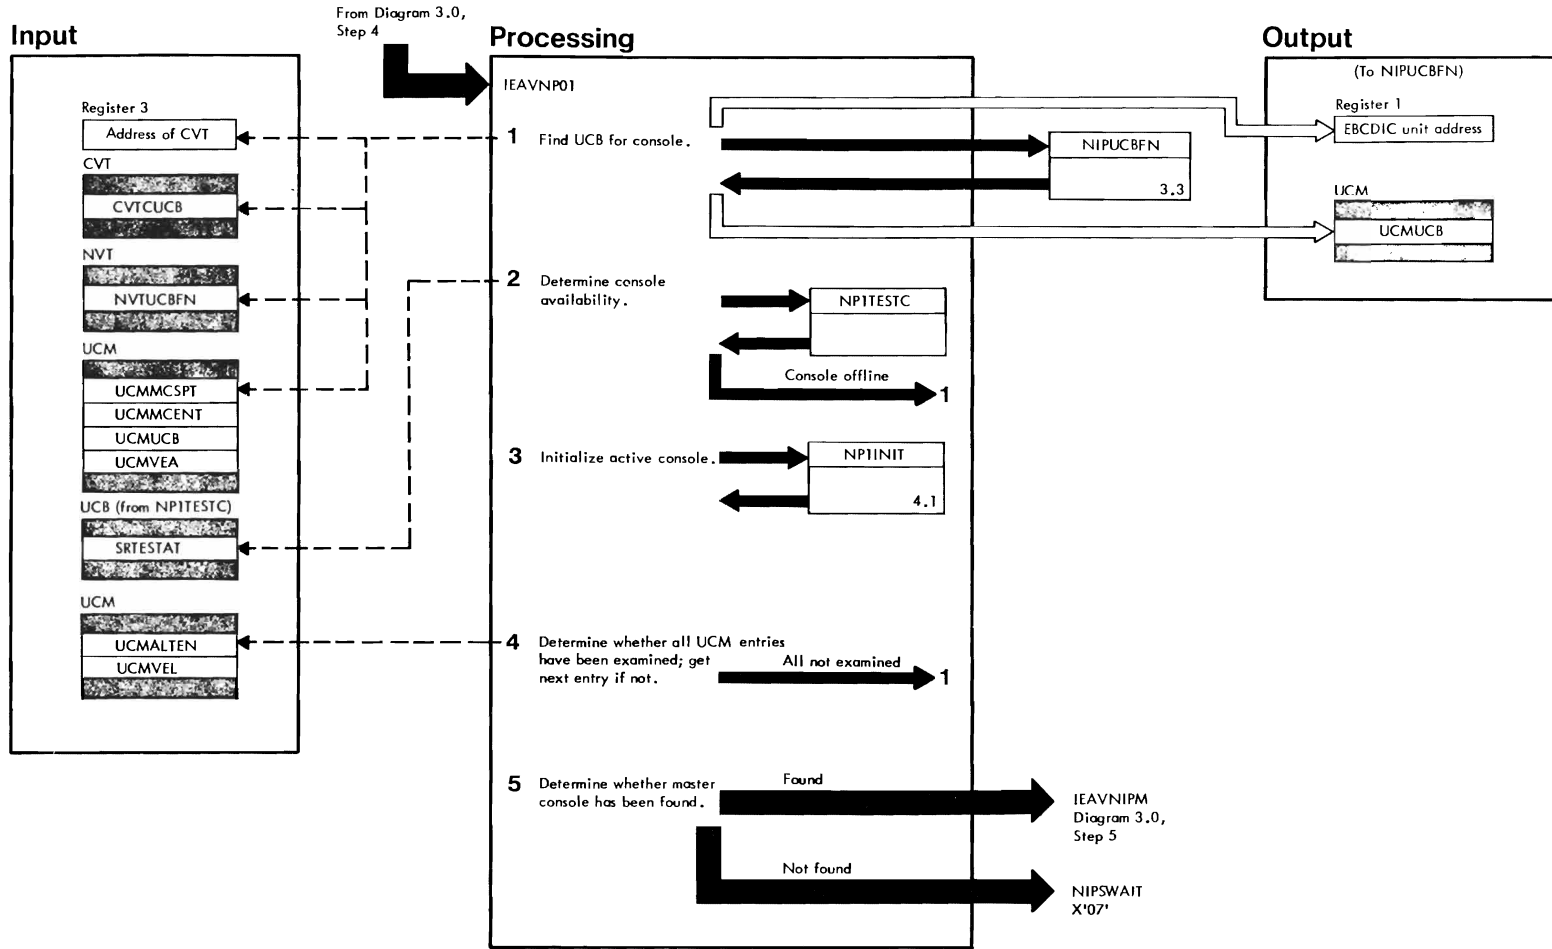 From Diagram 3.0,
Step 4
Input
Processing
Output
IEAVNP01
(To NIPUCBFN)
Register 3
Address of CVT
CVT
CVTCUCB
NVT
NVTUCBFN
UCM
UCMMCSPT
UCMMCENT
UCMUCB
UCMVEA
UCB (from NP1TESTC)
SRTESTAT
UCM
UCMALTEN
UCMVEL
1 Find UCB for console.
NIPUCBFN
3.3
Register 1
EBCDIC unit address
UCM
UCMUCB
2 Determine console
availability.
NP1TESTC
Console offline
1
3 Initialize active console.
NP1INIT
4.1
4 Determine whether all UCM entries
have been examined; get
next entry if not.
All not examined
1
5 Determine whether master
console has been found.
Found
IEAVNIPM
Diagram 3.0,
Step 5
Not found
NIPSWAIT
X'07'